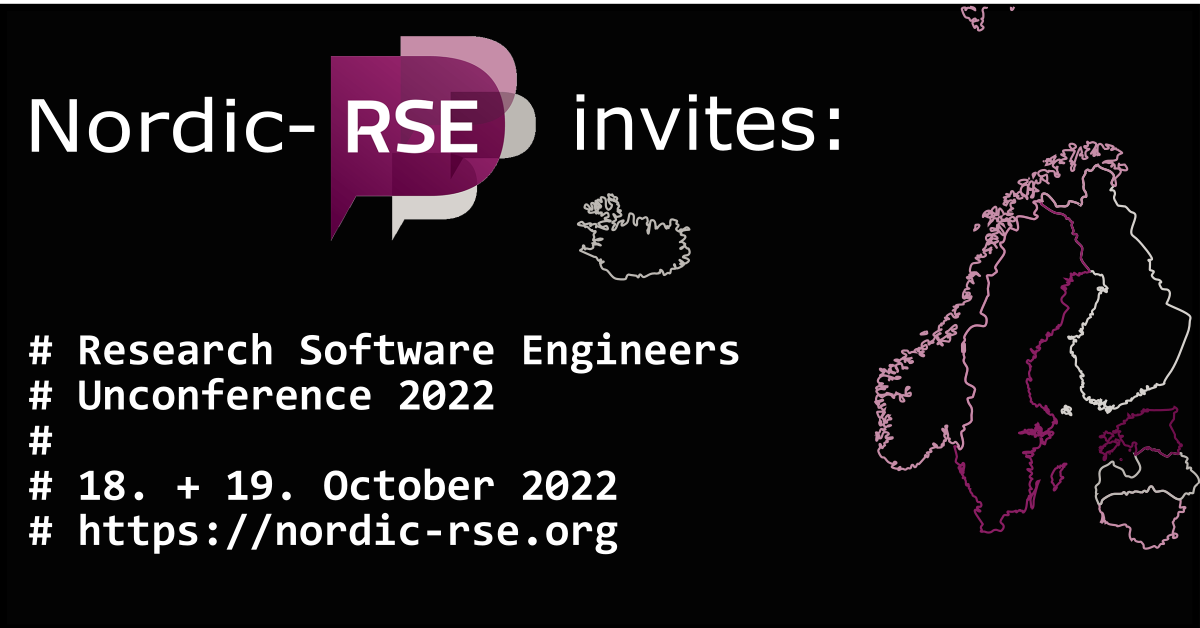 Nordic-RSE invites:
# Research Software Engineers
# Unconference 2022
#
# 18. + 19. October 2022
# https://nordic-rse.org